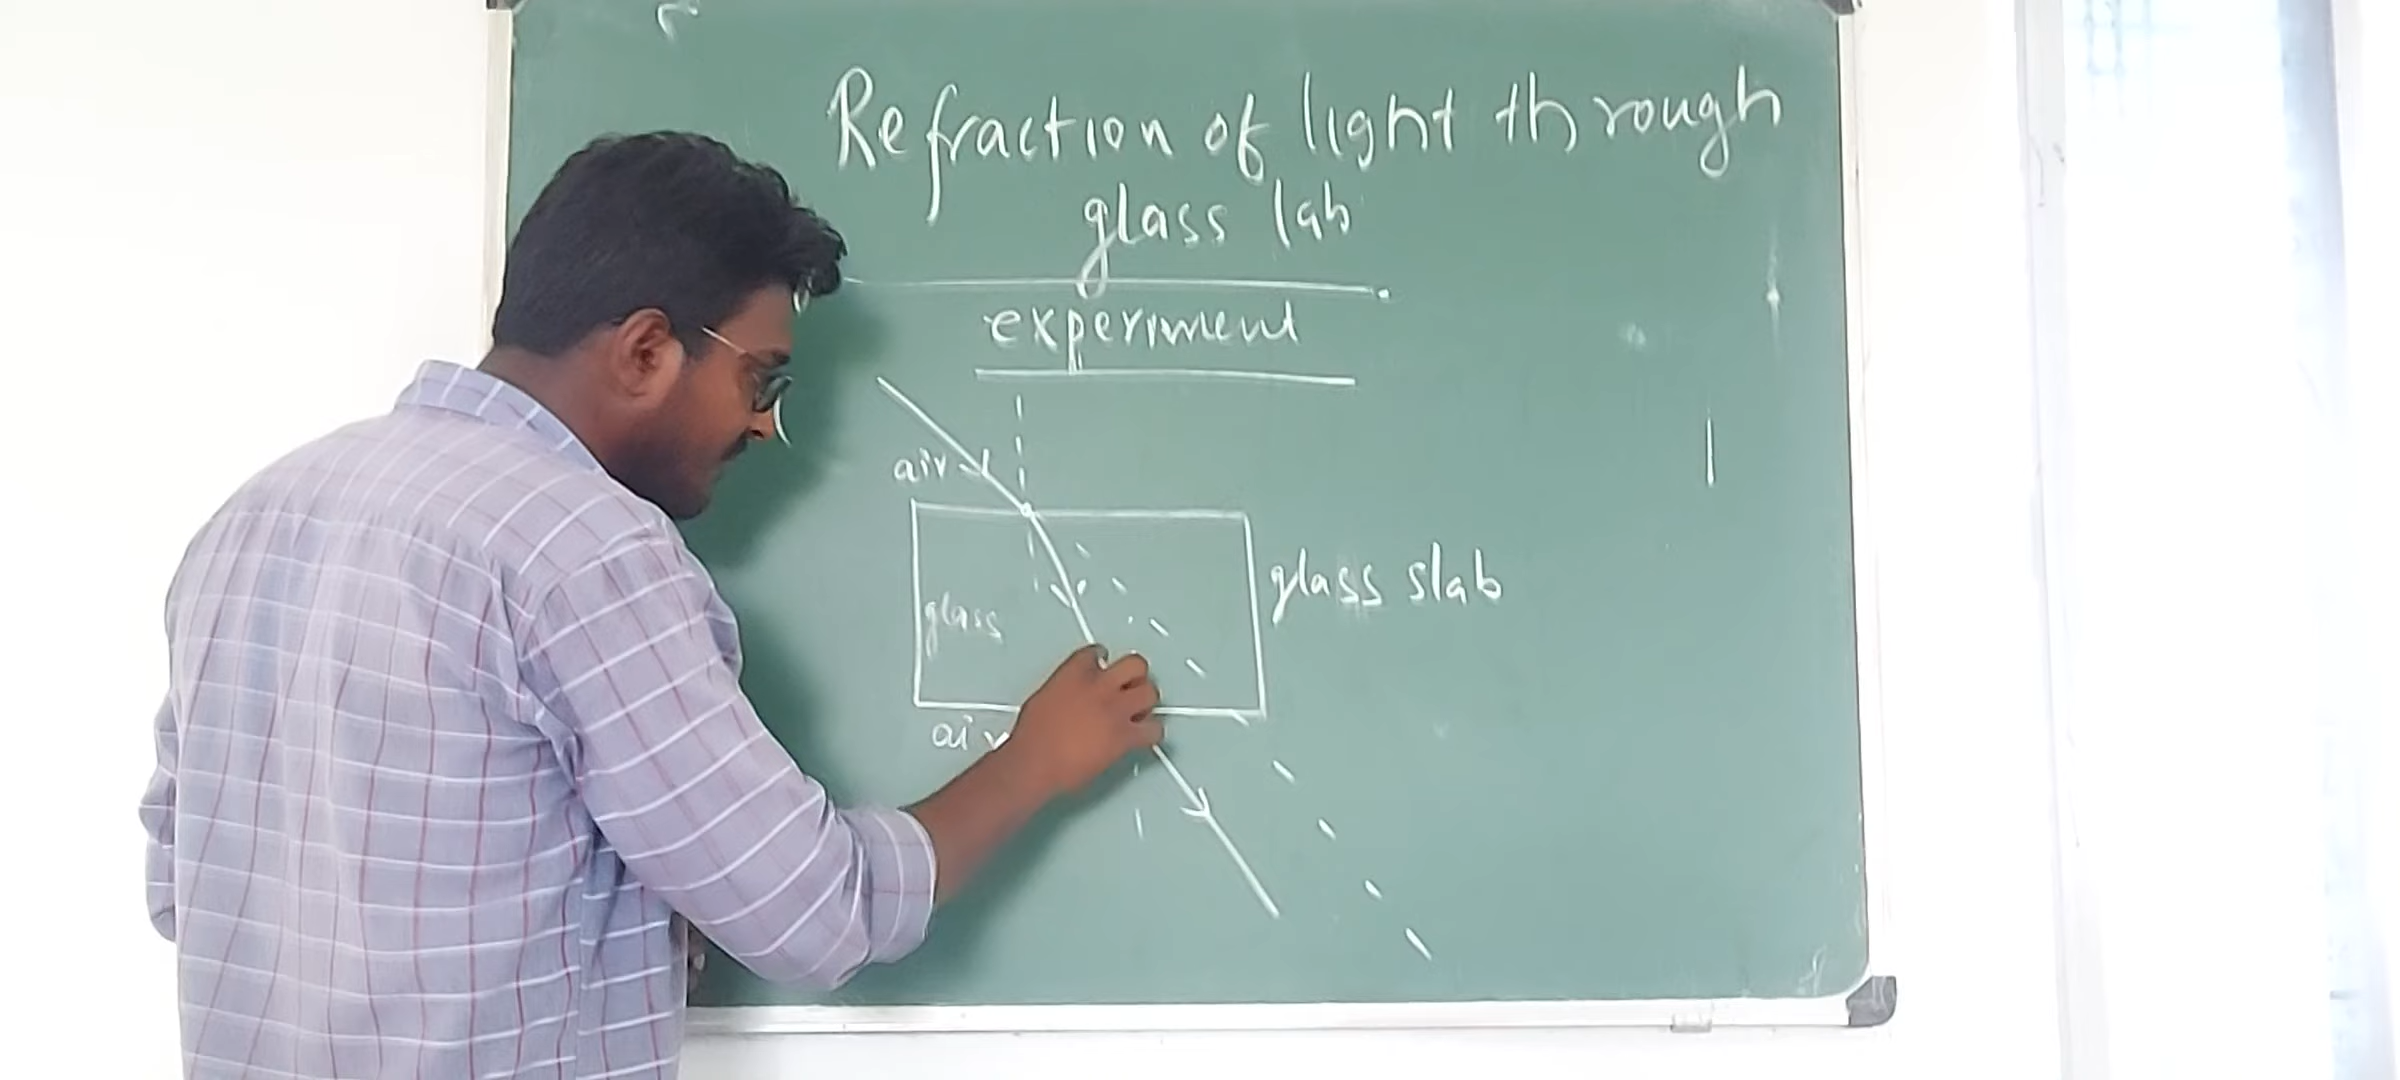 Refraction of light through
glass lab
experiment
air
glass
glass slab
air